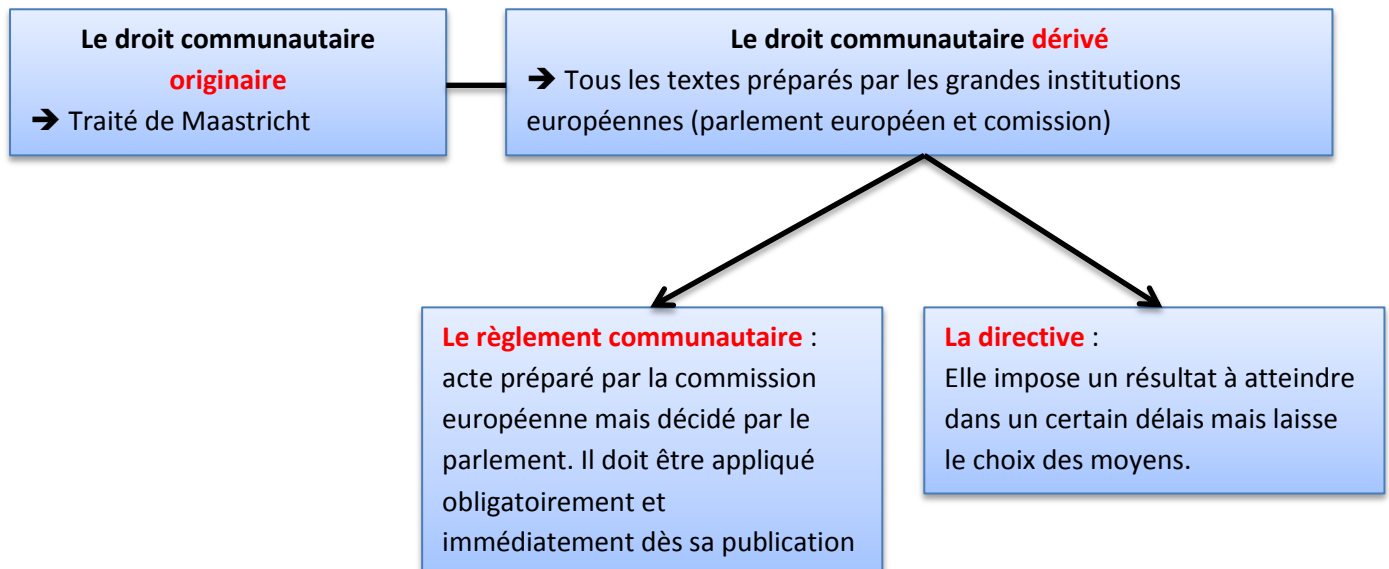 Le droit communautaire
originaire
➔ Traité de Maastricht
Le droit communautaire dérivé
➔ Tous les textes préparés par les grandes institutions
européennes (parlement européen et comission)
Le règlement communautaire :
acte préparé par la commission
européenne mais décidé par le
parlement. Il doit être appliqué
obligatoirement et
immédiatement dès sa publication
La directive :
Elle impose un résultat à atteindre
dans un certain délais mais laisse
le choix des moyens.